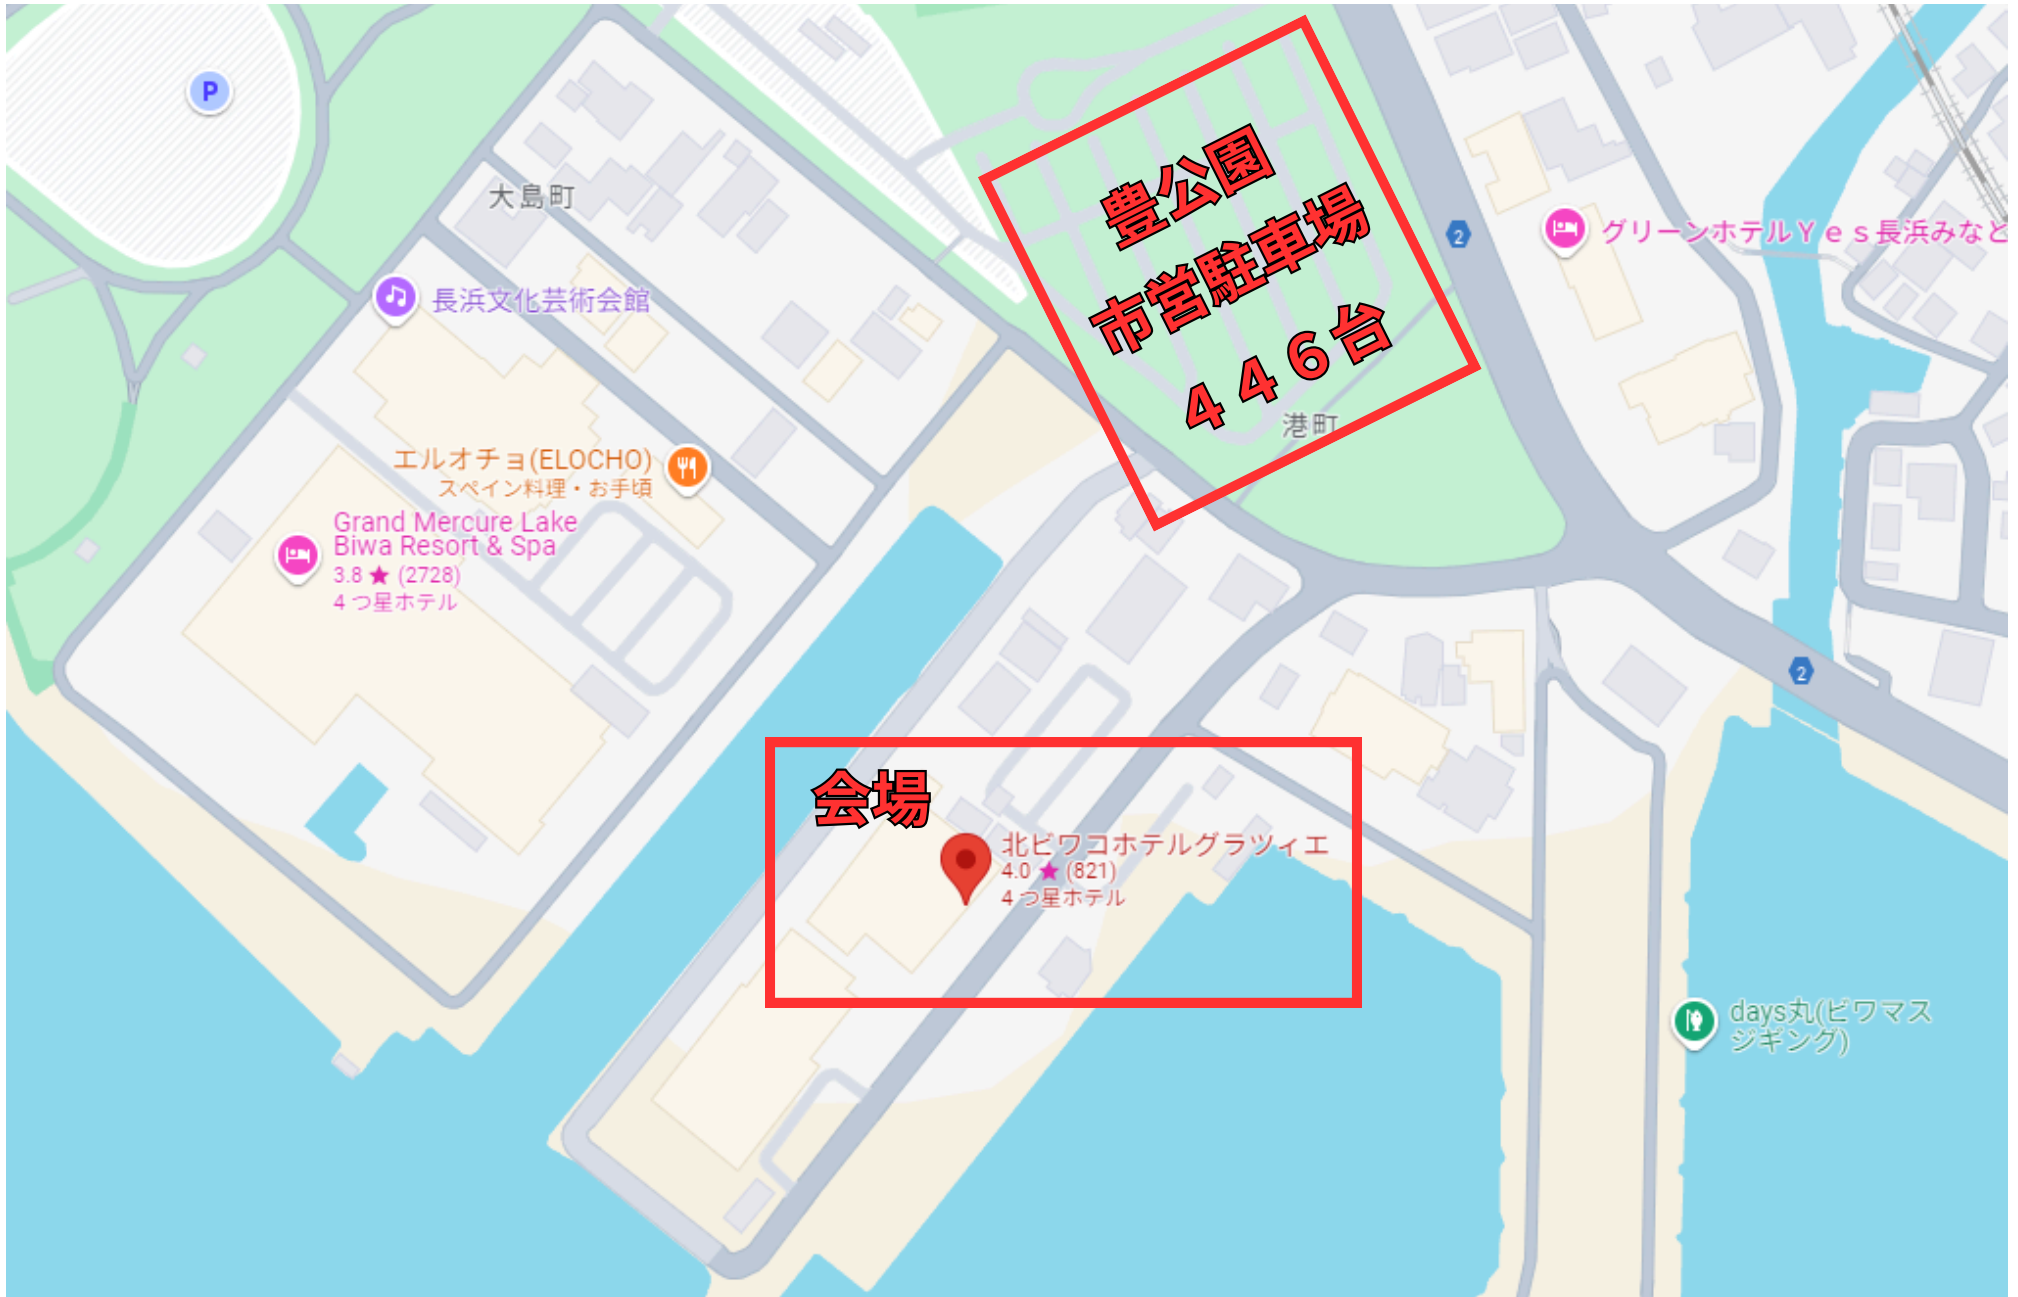 P
大島町
長浜文化芸術会館
豊公園
市営駐車場
４４６台
港町
2
グリーンホテルＹｅｓ長浜みなと
エルオチョ(ELOCHO)
スペイン料理・お手頃
Grand Mercure Lake
Biwa Resort & Spa
3.8 ★ (2728)
4 つ星ホテル
2
会場
北ビワコホテルグラツィエ
4.0 ★ (821)
4 つ星ホテル
days丸(ビワマス
ジギング)